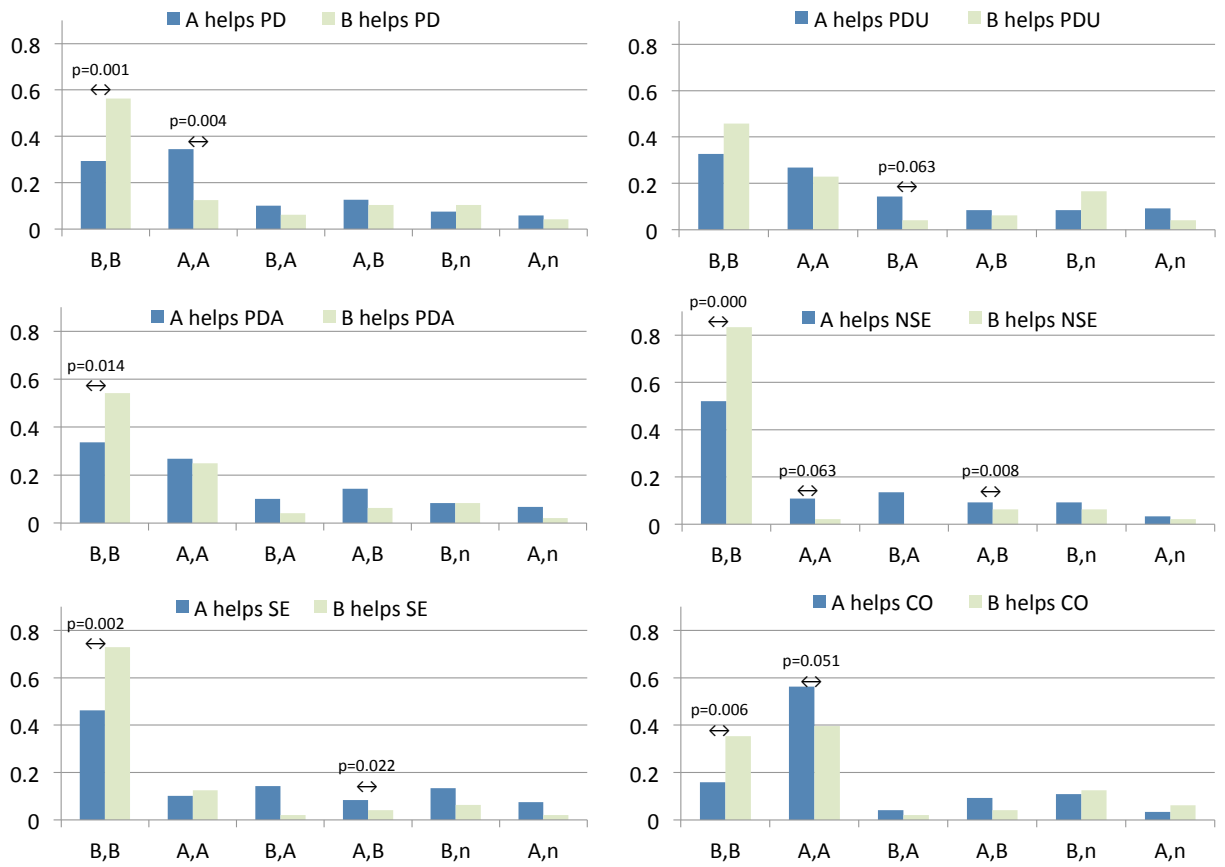 A helps PD B helps PD
0.8
0.6
0.4
0.2
0
p=0.001
p=0.004
B,B A,A B,A A,B B,n A,n
A helps PDU B helps PDU
0.8
0.6
0.4
0.2
0
p=0.063
B,B A,A B,A A,B B,n A,n
A helps PDA B helps PDA
0.8
0.6
0.4
0.2
0
p=0.014
B,B A,A B,A A,B B,n A,n
p=0.000
A helps NSE B helps NSE
0.8
0.6
0.4
0.2
0
p=0.063
p=0.008
B,B A,A B,A A,B B,n A,n
A helps SE B helps SE
0.8
0.6
0.4
0.2
0
p=0.002
p=0.022
B,B A,A B,A A,B B,n A,n
A helps CO B helps CO
0.8
0.6
0.4
0.2
0
p=0.051
p=0.006
B,B A,A B,A A,B B,n A,n